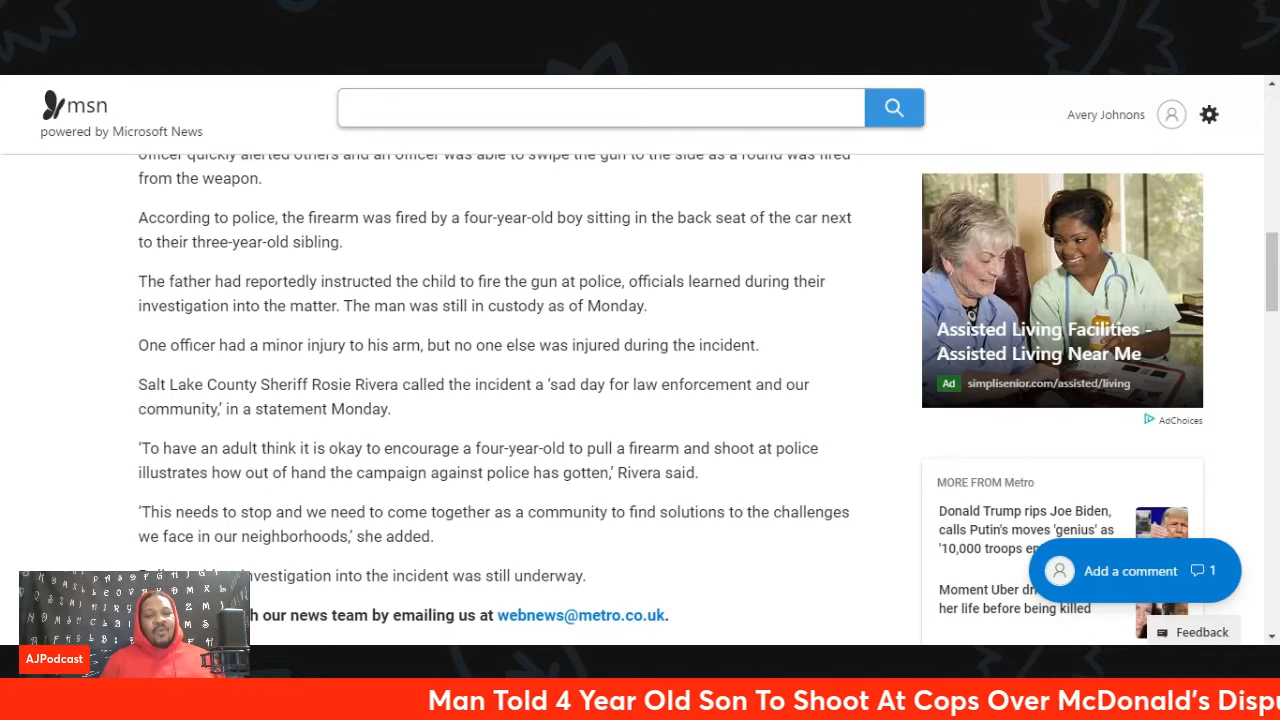 msn
powered by Microsoft News
Avery Johnons
officer quickly alerted others and an officer was able to swipe the gun to the side as a round was fired
from the weapon.
According to police, the firearm was fired by a four-year-old boy sitting in the back seat of the car next
to their three-year-old sibling.
The father had reportedly instructed the child to fire the gun at police, officials learned during their
investigation into the matter. The man was still in custody as of Monday.
One officer had a minor injury to his arm, but no one else was injured during the incident.
Salt Lake County Sheriff Rosie Rivera called the incident a ‘sad day for law enforcement and our
community,’ in a statement Monday.
‘To have an adult think it is okay to encourage a four-year-old to pull a firearm and shoot at police
illustrates how out of hand the campaign against police has gotten,’ Rivera said.
‘This needs to stop and we need to come together as a community to find solutions to the challenges
we face in our neighborhoods,’ she added.
investigation into the incident was still underway.
our news team by emailing us at webnews@metro.co.uk.
Assisted Living Facilities -
Assisted Living Near Me
Ad simplisenior.com/assisted/living
AdChoices
MORE FROM Metro
Donald Trump rips Joe Biden,
calls Putin's moves 'genius' as
'10,000 troops
Moment Uber
her life before being killed
Add a comment 1
Feedback
AJPodcast
Man Told 4 Year Old Son To Shoot At Cops Over McDonald's